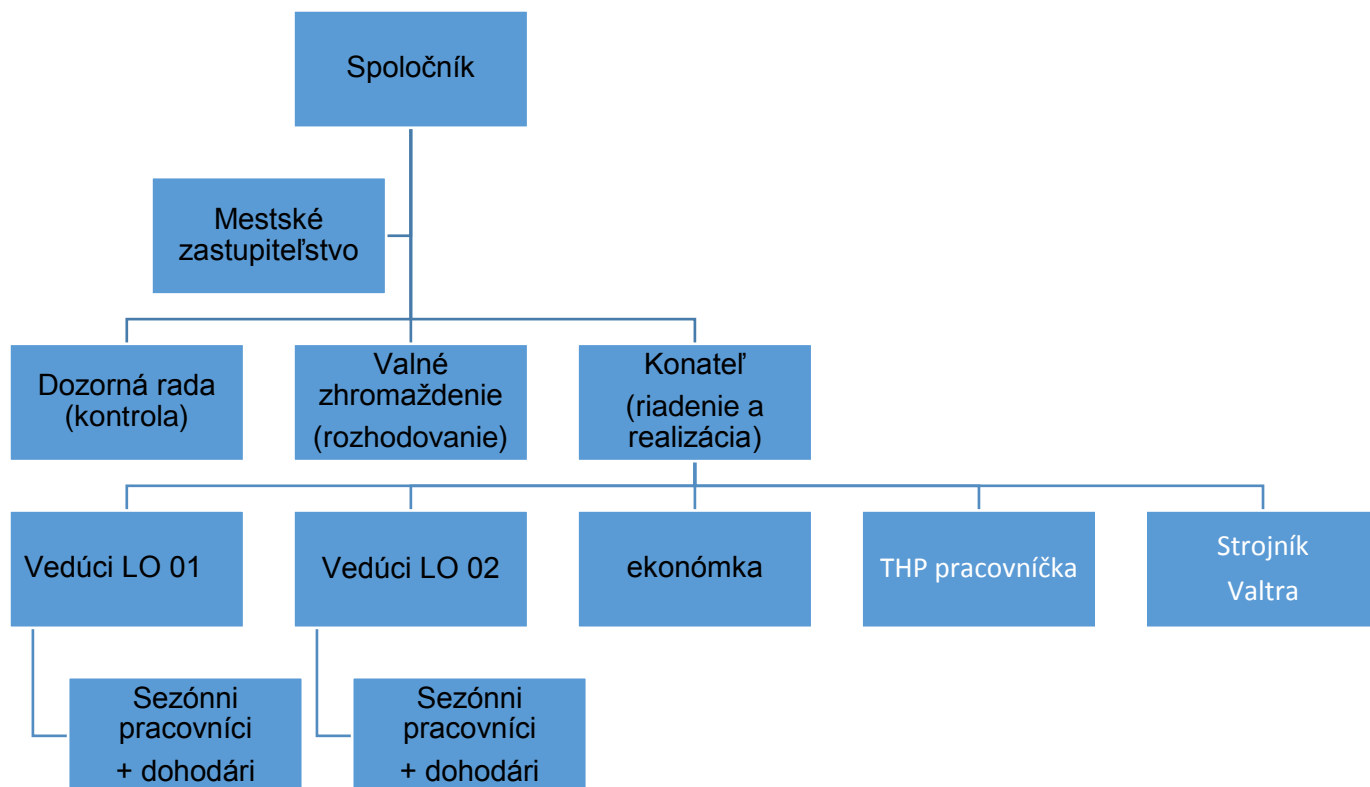 Spoločník
Mestské
zastupiteľstvo
Dozorná rada
(kontrola)
Valné
zhromaždenie
(rozhodovanie)
Konateľ
(riadenie a
realizácia)
Vedúci LO 01
Vedúci LO 02
ekonómka
THP pracovníčka
Strojník
Valtra
Sezónni
pracovníci
+ dohodári
Sezónni
pracovníci
+ dohodári